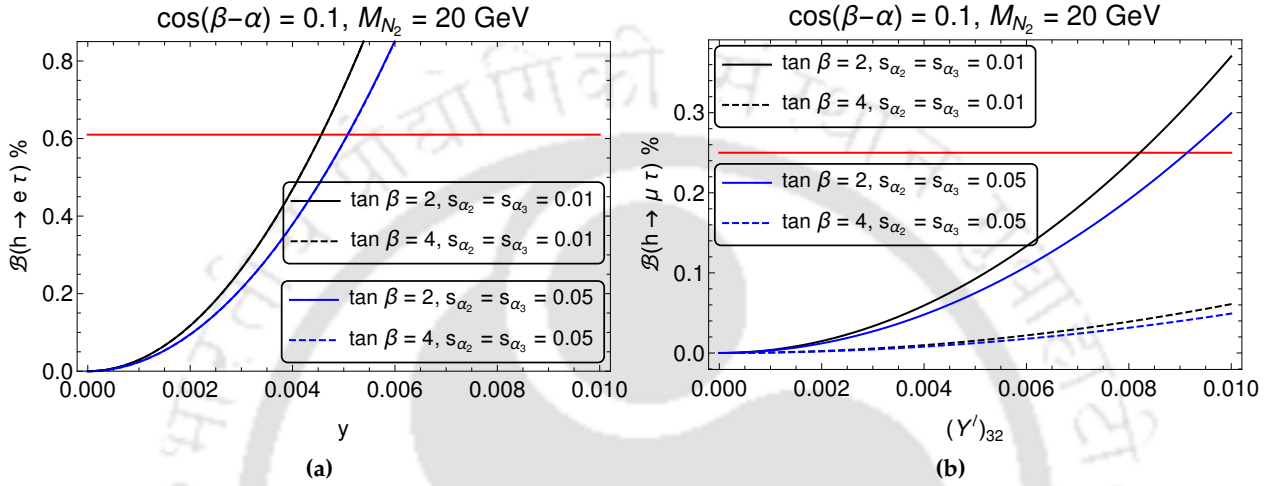 cos(β−α) = 0.1, M_{N_2} = 20 GeV
ℬ(h → e τ) %
0.8
0.6
0.4
0.2
0.0
tan β = 2, s_{α_2} = s_{α_3} = 0.01
tan β = 4, s_{α_2} = s_{α_3} = 0.01
tan β = 2, s_{α_2} = s_{α_3} = 0.05
tan β = 4, s_{α_2} = s_{α_3} = 0.05
0.000 0.002 0.004 0.006 0.008 0.010
y
(a)
cos(β−α) = 0.1, M_{N_2} = 20 GeV
ℬ(h → μ τ) %
0.3
0.2
0.1
0.0
tan β = 2, s_{α_2} = s_{α_3} = 0.01
tan β = 4, s_{α_2} = s_{α_3} = 0.01
tan β = 2, s_{α_2} = s_{α_3} = 0.05
tan β = 4, s_{α_2} = s_{α_3} = 0.05
0.000 0.002 0.004 0.006 0.008 0.010
(Y′)_{32}
(b)